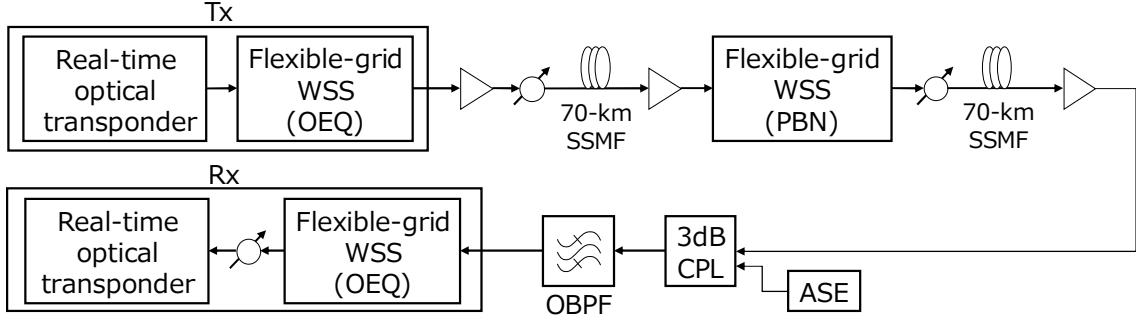 Tx
Real-time
optical
transponder
Flexible-grid
WSS
(OEQ)
70-km
SSMF
Flexible-grid
WSS
(PBN)
70-km
SSMF
Rx
Real-time
optical
transponder
Flexible-grid
WSS
(OEQ)
OBPF
3dB
CPL
ASE